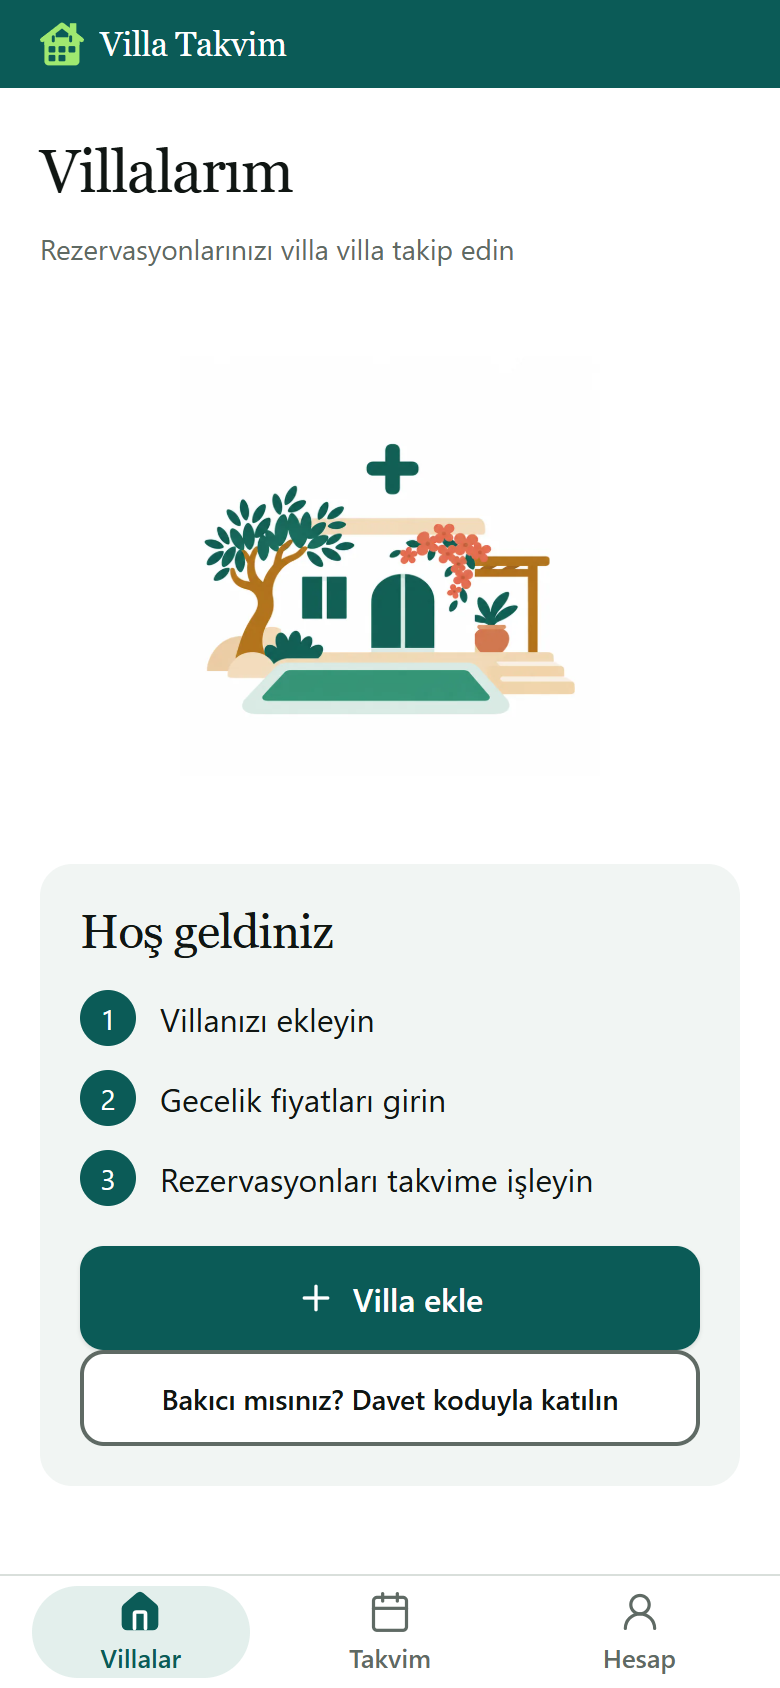 Villa Takvim
Villalarım
Rezervasyonlarınızı villa villa takip edin
Hoş geldiniz
1 Villanızı ekleyin
2 Gecelik fiyatları girin
3 Rezervasyonları takvime işleyin
+ Villa ekle
Bakıcı mısınız? Davet koduyla katılın
Villalar Takvim Hesap